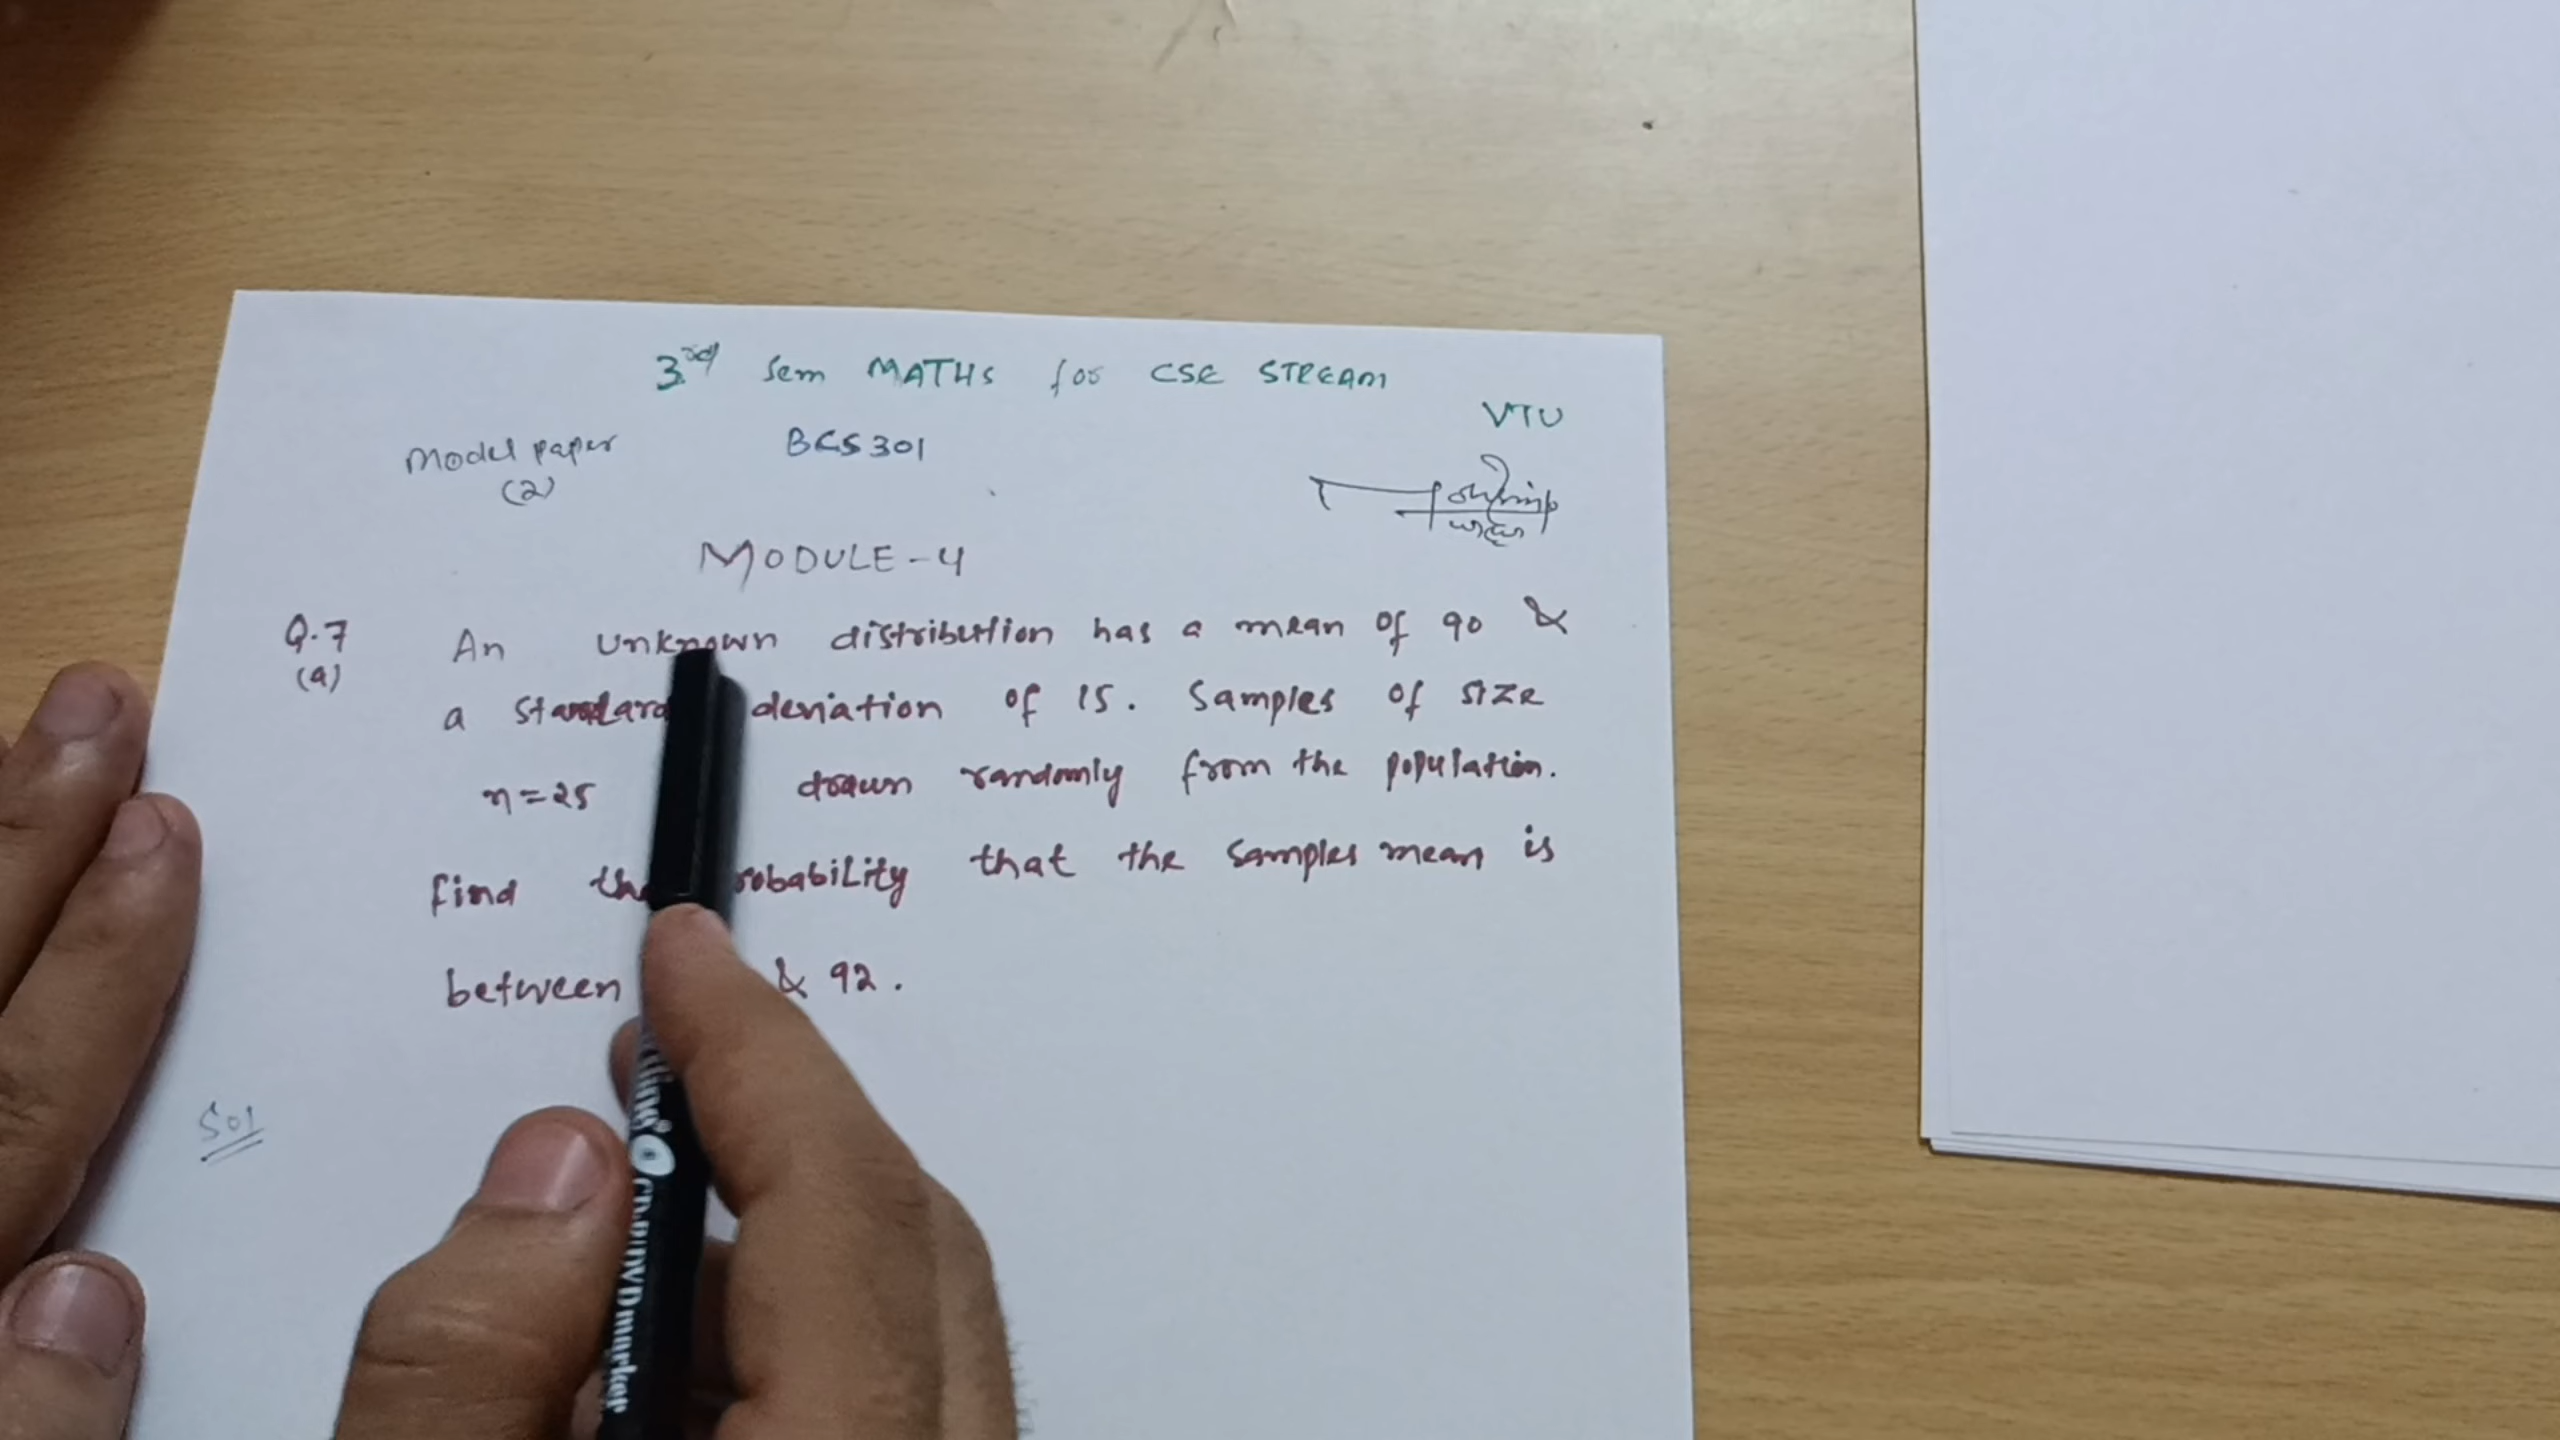 3rd Sem MATHS for CSE STREAM
VTU
Model paper BCS301
(2)
MODULE-4
Q.7 An unknown distribution has a mean of 90 &
(a) a standard deviation of 15. Samples of size
n=25 drawn randomly from the population.
find the probability that the samples mean is
between & 92.
Sol